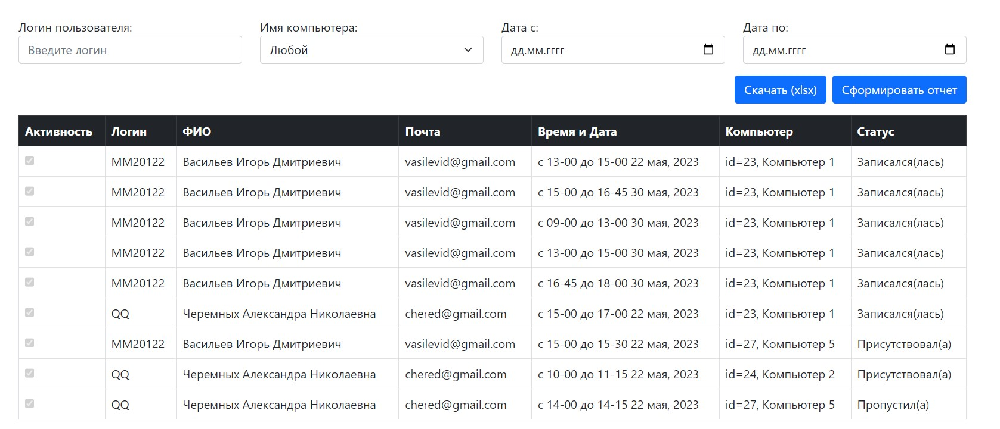 Логин пользователя: Имя компьютера: Дата с: Дата по:
Введите логин Любой дд.мм.гггг дд.мм.гггг
Скачать (xlsx) Сформировать отчет
Активность Логин ФИО Почта Время и Дата Компьютер Статус
MM20122 Васильев Игорь Дмитриевич vasilevid@gmail.com с 13-00 до 15-00 22 мая, 2023 id=23, Компьютер 1 Записался(лась)
MM20122 Васильев Игорь Дмитриевич vasilevid@gmail.com с 15-00 до 16-45 30 мая, 2023 id=23, Компьютер 1 Записался(лась)
MM20122 Васильев Игорь Дмитриевич vasilevid@gmail.com с 09-00 до 13-00 30 мая, 2023 id=23, Компьютер 1 Записался(лась)
MM20122 Васильев Игорь Дмитриевич vasilevid@gmail.com с 13-00 до 15-00 30 мая, 2023 id=23, Компьютер 1 Записался(лась)
MM20122 Васильев Игорь Дмитриевич vasilevid@gmail.com с 16-45 до 18-00 30 мая, 2023 id=23, Компьютер 1 Записался(лась)
QQ Черемных Александра Николаевна chered@gmail.com с 15-00 до 17-00 22 мая, 2023 id=23, Компьютер 1 Записался(лась)
MM20122 Васильев Игорь Дмитриевич vasilevid@gmail.com с 15-00 до 15-30 22 мая, 2023 id=27, Компьютер 5 Присутствовал(а)
QQ Черемных Александра Николаевна chered@gmail.com с 10-00 до 11-15 22 мая, 2023 id=24, Компьютер 2 Присутствовал(а)
QQ Черемных Александра Николаевна chered@gmail.com с 14-00 до 14-15 22 мая, 2023 id=27, Компьютер 5 Пропустил(а)